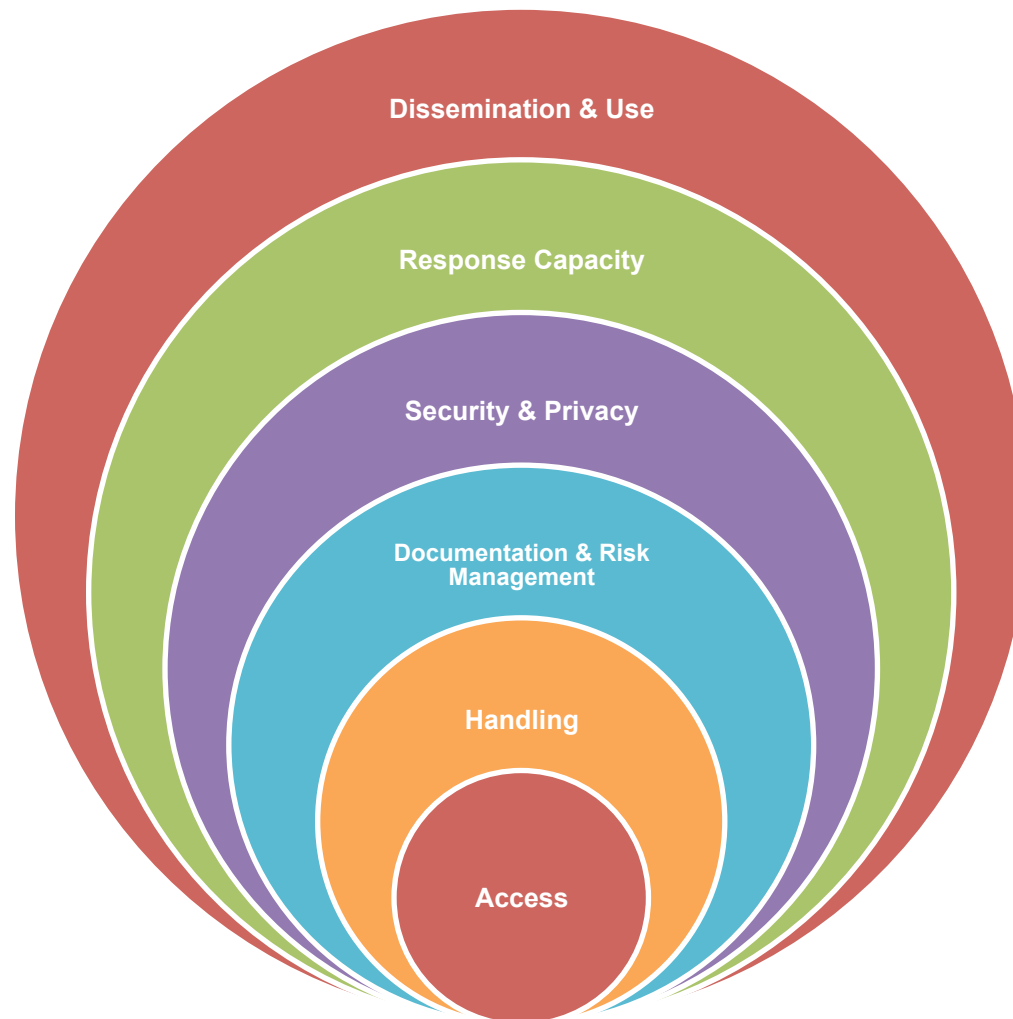 Dissemination & Use
Response Capacity
Security & Privacy
Documentation & Risk
Management
Handling
Access